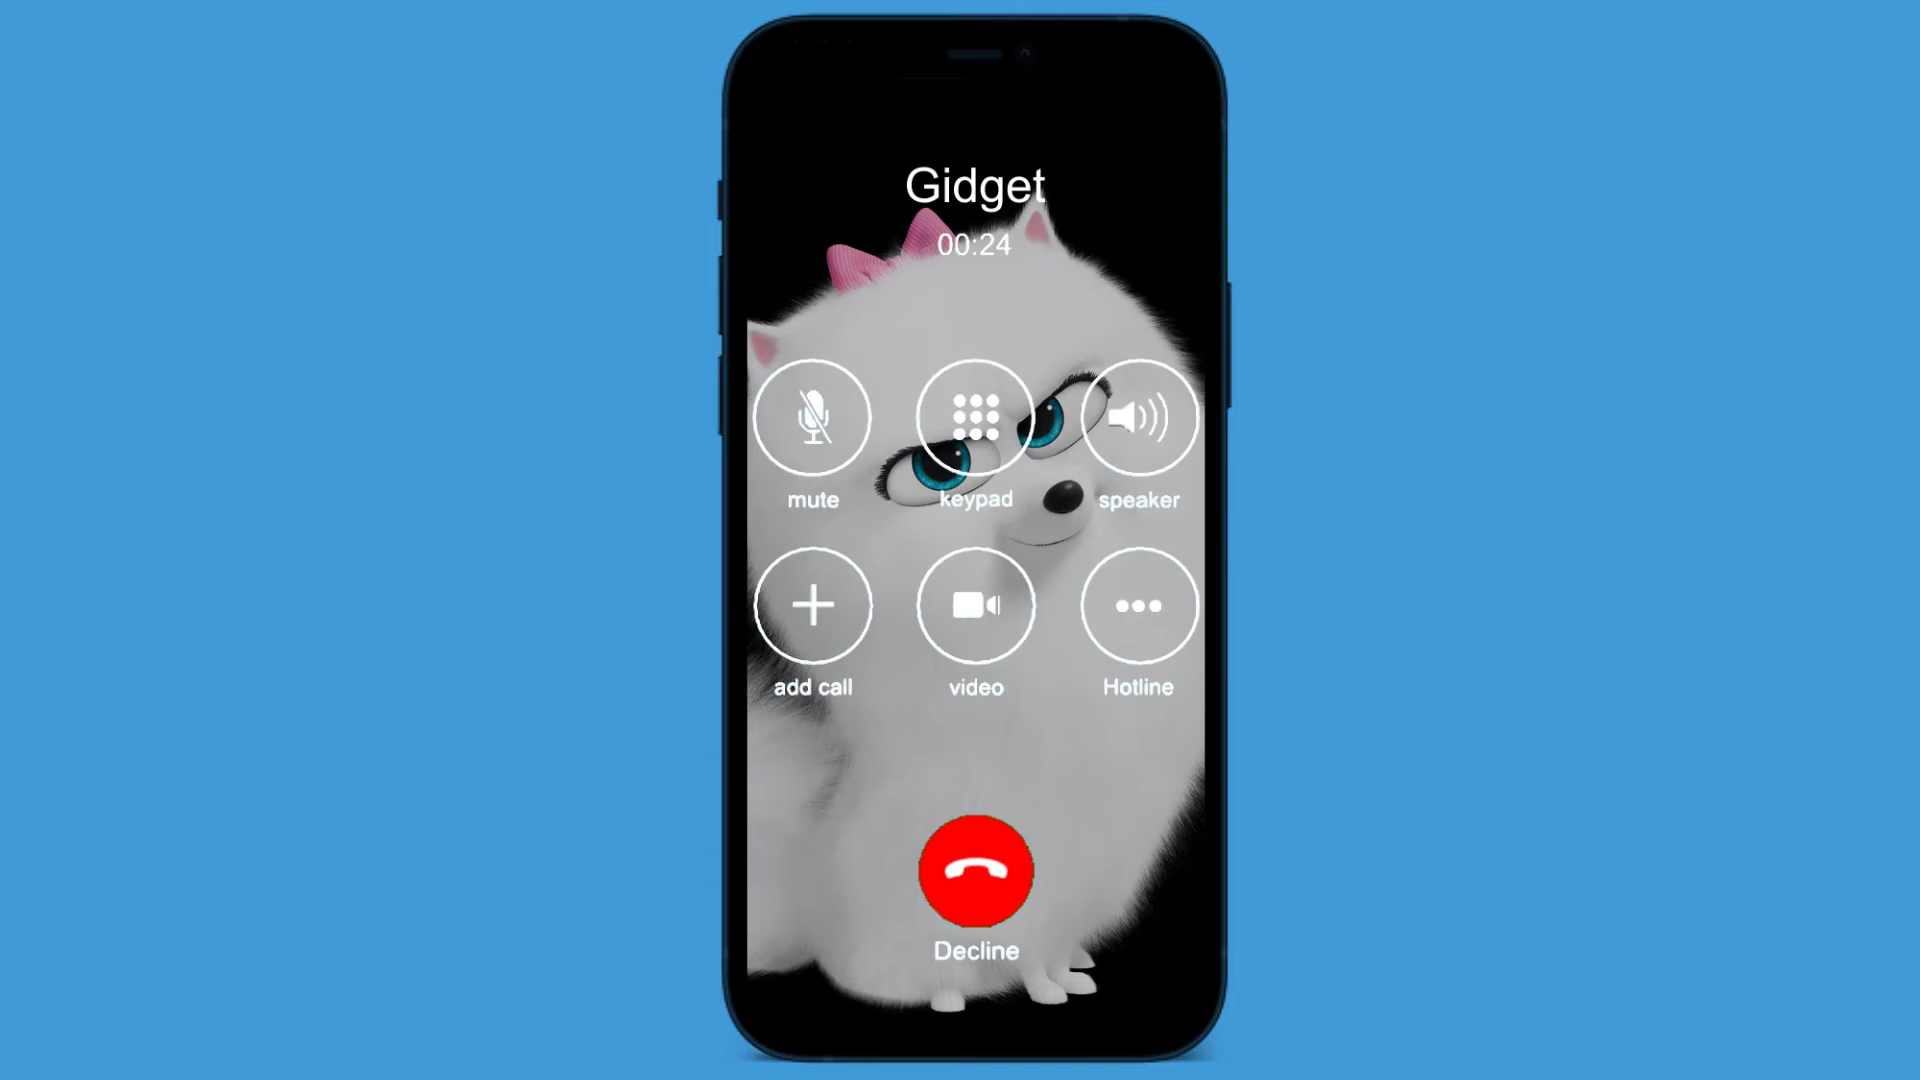 Gidget
00:24
mute keypad speaker
add call video Hotline
Decline